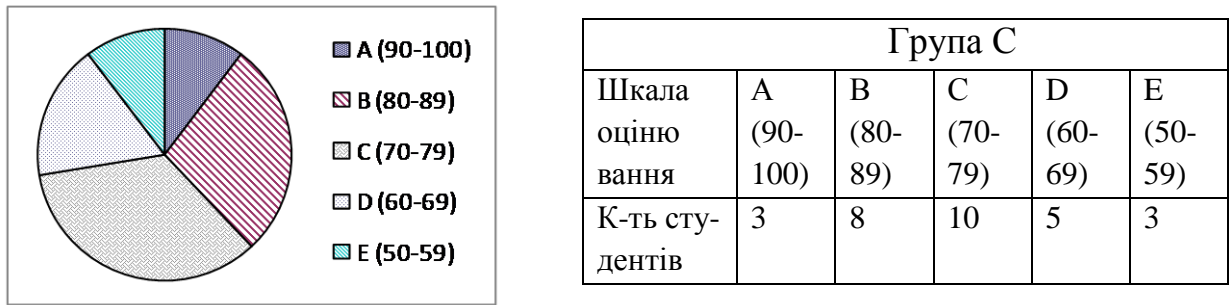 A (90-100)
B (80-89)
C (70-79)
D (60-69)
E (50-59)
Група С
Шкала
оціню
вання
A
(90-
100)
B
(80-
89)
C
(70-
79)
D
(60-
69)
E
(50-
59)
К-ть сту-
дентів
3
8
10
5
3